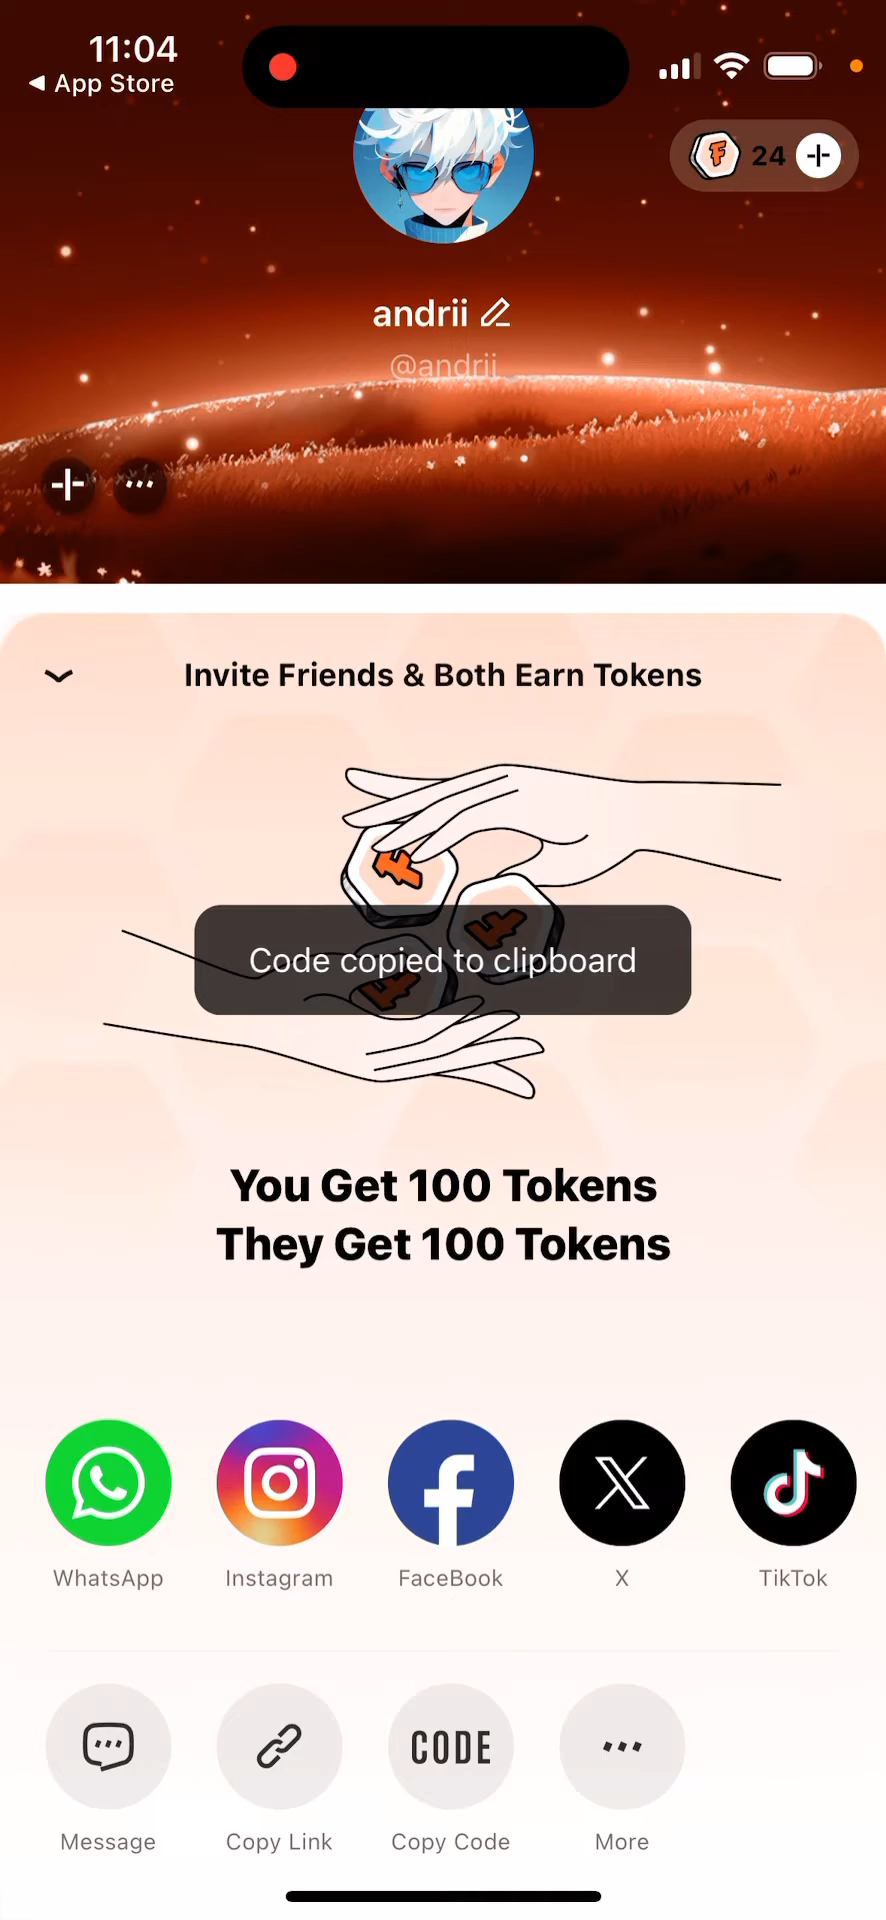 11:04
App Store
24
andrii
@andrii
Invite Friends & Both Earn Tokens
Code copied to clipboard
You Get 100 Tokens
They Get 100 Tokens
WhatsApp
Instagram
FaceBook
X
TikTok
CODE
Message
Copy Link
Copy Code
More